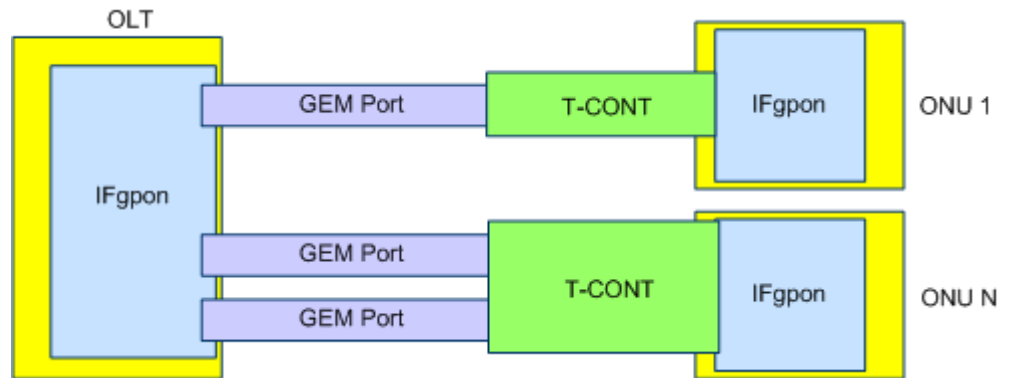 OLT
GEM Port
T-CONT
IFgpon
ONU 1
IFgpon
GEM Port
T-CONT
IFgpon
ONU N
GEM Port